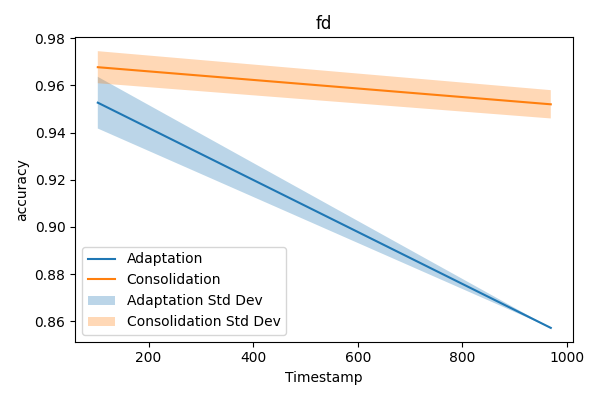 fd
0.98
0.96
0.94
0.92
0.90
0.88
0.86
accuracy
Adaptation
Consolidation
Adaptation Std Dev
Consolidation Std Dev
200
400
600
800
1000
Timestamp